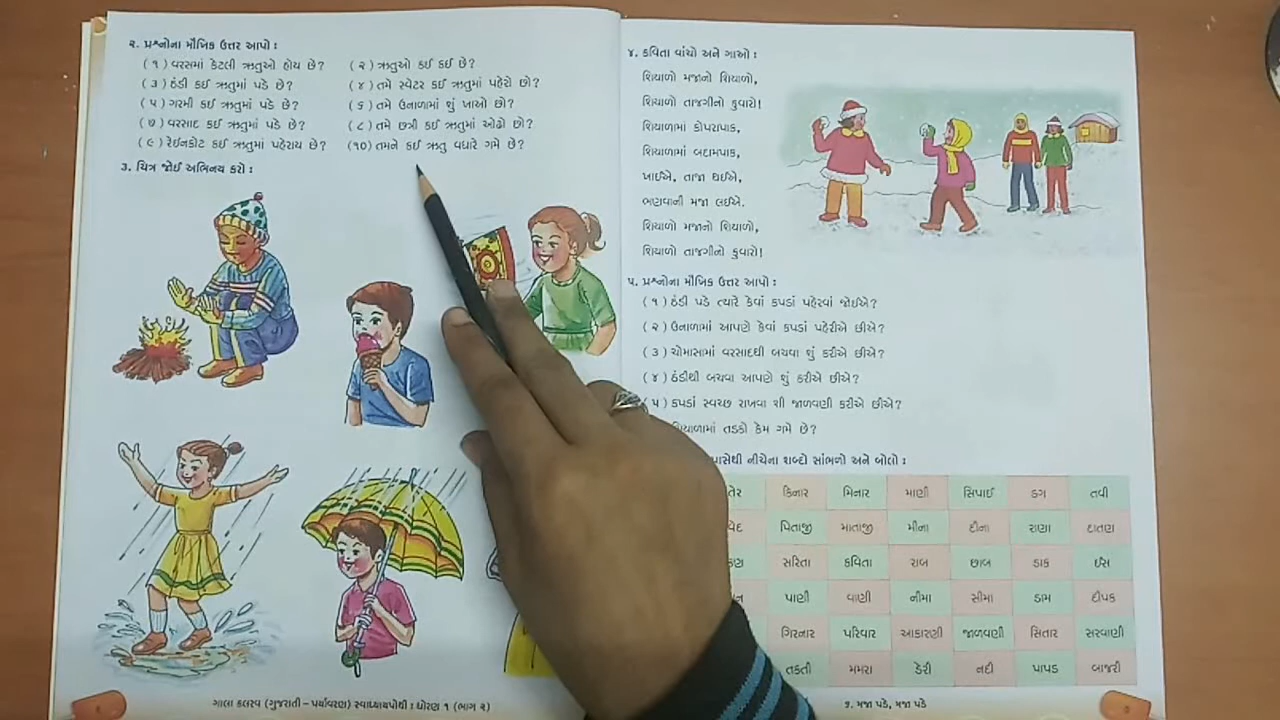 ૨. પ્રશ્નોના મૌખિક ઉત્તર આપો :
(૧) વરસમાં કેટલી ઋતુઓ હોય છે?
(૨) ઋતુઓ કઈ કઈ છે?
(૩) ઠંડી કઈ ઋતુમાં પડે છે?
(૪) તમે સ્વેટર કઈ ઋતુમાં પહેરો છો?
(૫) ગરમી કઈ ઋતુમાં પડે છે?
(૬) તમે ઉનાળામાં શું ખાઓ છો?
(૭) વરસાદ કઈ ઋતુમાં પડે છે?
(૮) તમે છત્રી કઈ ઋતુમાં ઓઢો છો?
(૯) રેઇનકોટ કઈ ઋતુમાં પહેરાય છે?
(૧૦) તમને કઈ ઋતુ વધારે ગમે છે?
૩. ચિત્ર જોઈ અભિનય કરો :
ગાલા કલરવ (ગુજરાતી – પર્યાવરણ) સ્વાધ્યાયપોથી : ધોરણ ૧ (ભાગ ૨)
૪. કવિતા વાંચો અને ગાઓ :
શિયાળો મજાનો શિયાળો,
શિયાળો તાજગીનો ફુવારો!
શિયાળામાં કોપરાપાક,
શિયાળામાં બદામપાક,
ખાઈએ, તાજા થઈએ,
ભણવાની મજા લઈએ.
શિયાળો મજાનો શિયાળો,
શિયાળો તાજગીનો ફુવારો!
૫. પ્રશ્નોના મૌખિક ઉત્તર આપો :
(૧) ઠંડી પડે ત્યારે કેવાં કપડાં પહેરવાં જોઈએ?
(૨) ઉનાળામાં આપણે કેવાં કપડાં પહેરીએ છીએ?
(૩) ચોમાસામાં વરસાદથી બચવા શું કરીએ છીએ?
(૪) ઠંડીથી બચવા આપણે શું કરીએ છીએ?
(૫) કપડાં સ્વચ્છ રાખવા શી જાળવણી કરીએ છીએ?
શિયાળામાં તડકો કેમ ગમે છે?
નીચેના શબ્દો સાંભળો અને બોલો :
કિનાર મિનાર માણી સિપાઈ ડગ તવી
પિતાજી માતાજી મીના દીના રાણા દાતણ
સરિતા કવિતા રાબ છાબ ડાક ઈસ
પાણી વાણી નીમા સીમા ડામ દીપક
ગિરનાર પરિવાર આકારણી જાળવણી સિતાર સરવાણી
તકતી મમરા ડેરી નદી પાપડ બાજરી
૭. મજા પડે, મજા પડે